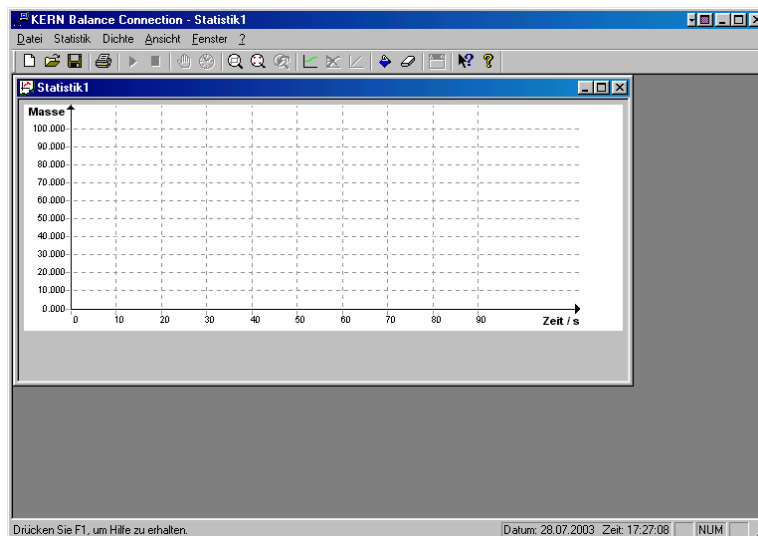 KERN Balance Connection - Statistik1
Datei Statistik Dichte Ansicht Fenster ?
Statistik1
Masse
100.000
90.000
80.000
70.000
60.000
50.000
40.000
30.000
20.000
10.000
0.000
0 10 20 30 40 50 60 70 80 90 Zeit / s
Drücken Sie F1, um Hilfe zu erhalten. Datum: 28.07.2003 Zeit: 17:27:08 NUM